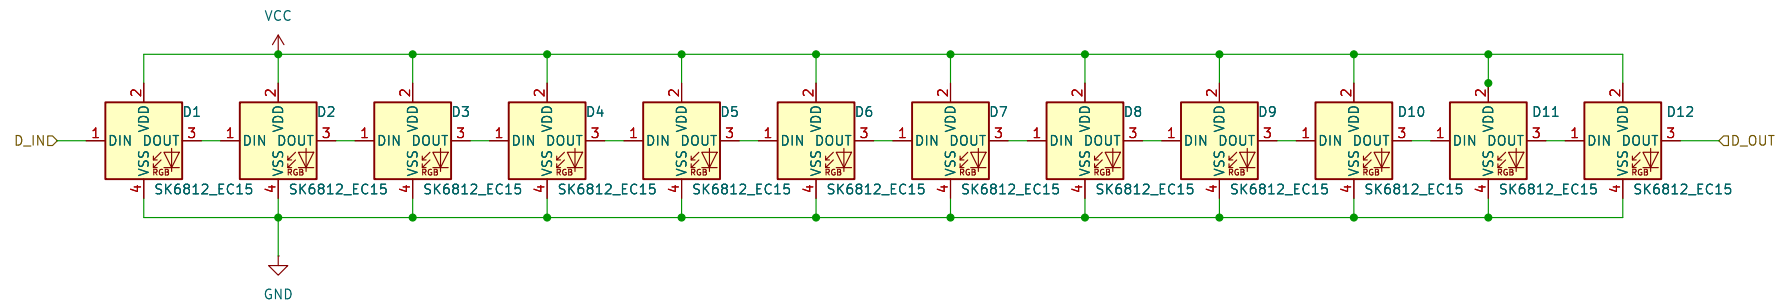 VCC
2 2 2 2 2 2 2 2 2 2 2 2
D1 D2 D3 D4 D5 D6 D7 D8 D9 D10 D11 D12
VDD VDD VDD VDD VDD VDD VDD VDD VDD VDD VDD VDD
D_IN 1 DIN DOUT 3 1 DIN DOUT 3 1 DIN DOUT 3 1 DIN DOUT 3 1 DIN DOUT 3 1 DIN DOUT 3 1 DIN DOUT 3 1 DIN DOUT 3 1 DIN DOUT 3 1 DIN DOUT 3 1 DIN DOUT 3 1 DIN DOUT 3 D_OUT
VSS VSS VSS VSS VSS VSS VSS VSS VSS VSS VSS VSS
RGB RGB RGB RGB RGB RGB RGB RGB RGB RGB RGB RGB
4 SK6812_EC15 4 SK6812_EC15 4 SK6812_EC15 4 SK6812_EC15 4 SK6812_EC15 4 SK6812_EC15 4 SK6812_EC15 4 SK6812_EC15 4 SK6812_EC15 4 SK6812_EC15 4 SK6812_EC15 4 SK6812_EC15
GND